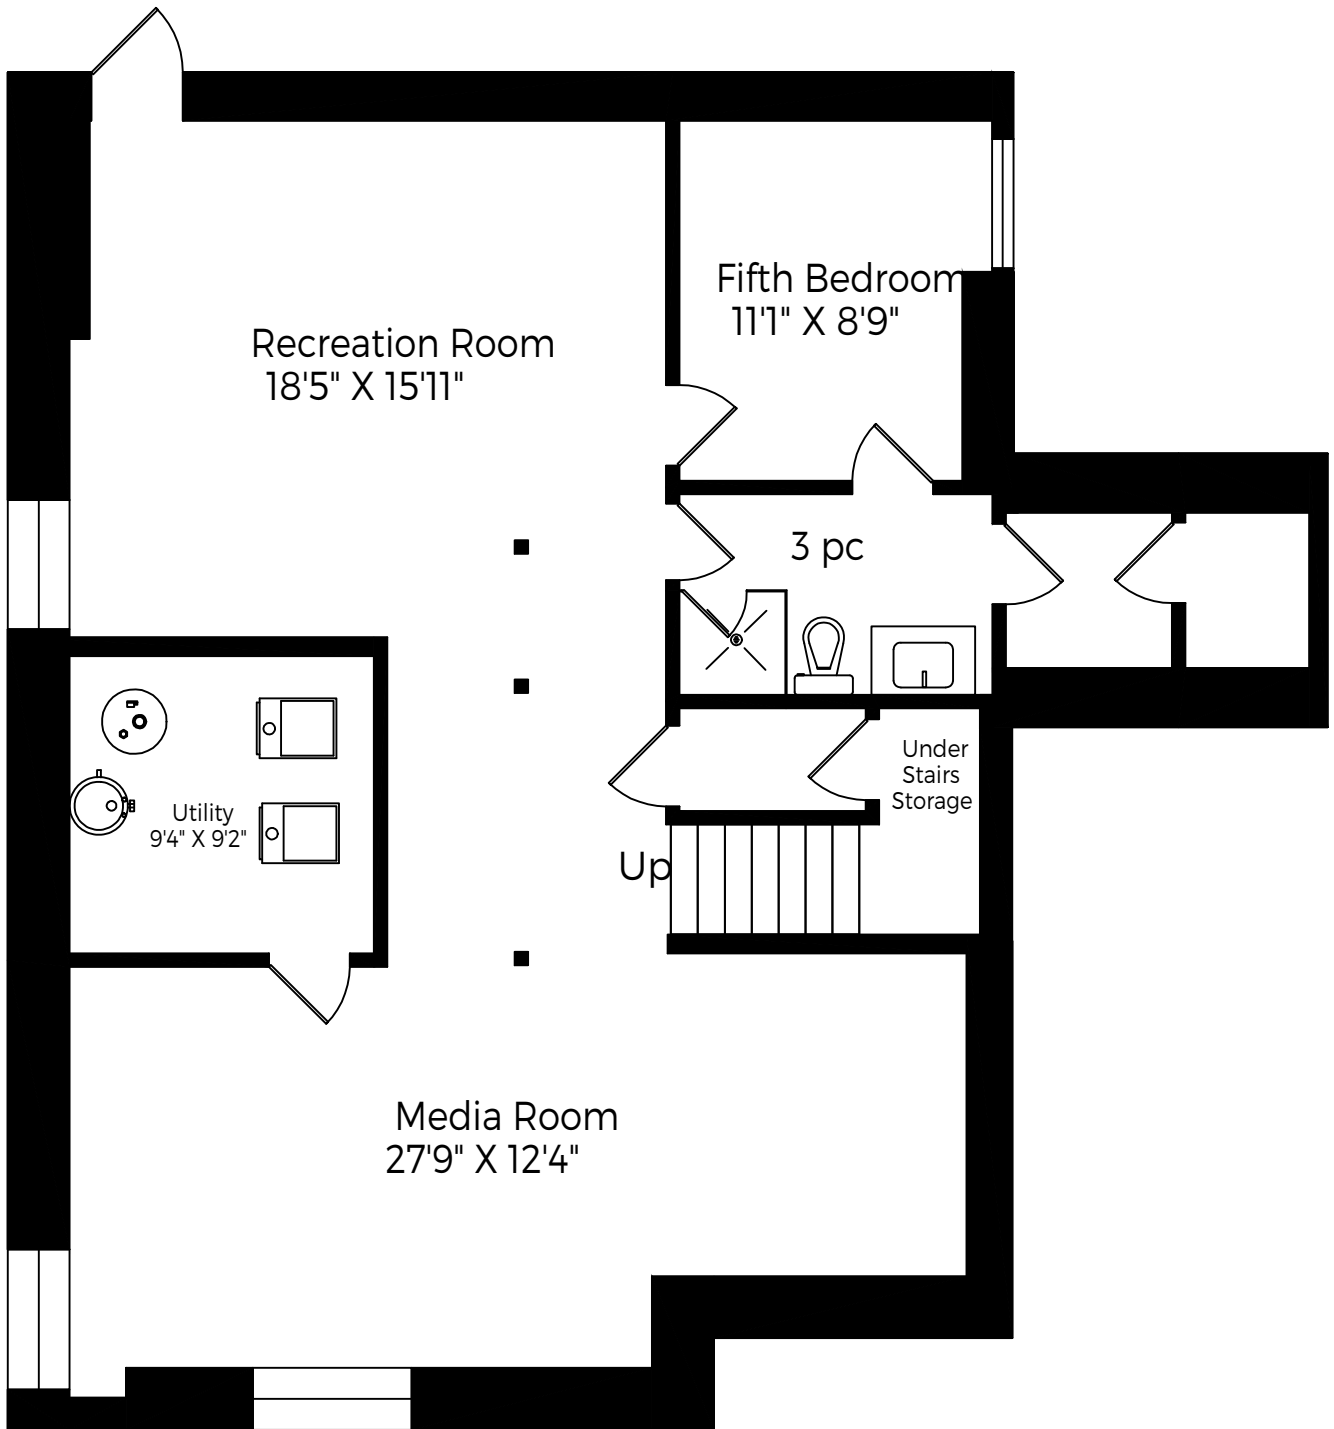 Fifth Bedroom
11'1" X 8'9"
Recreation Room
18'5" X 15'11"
3 pc
Under
Stairs
Storage
Utility
9'4" X 9'2"
Up
Media Room
27'9" X 12'4"